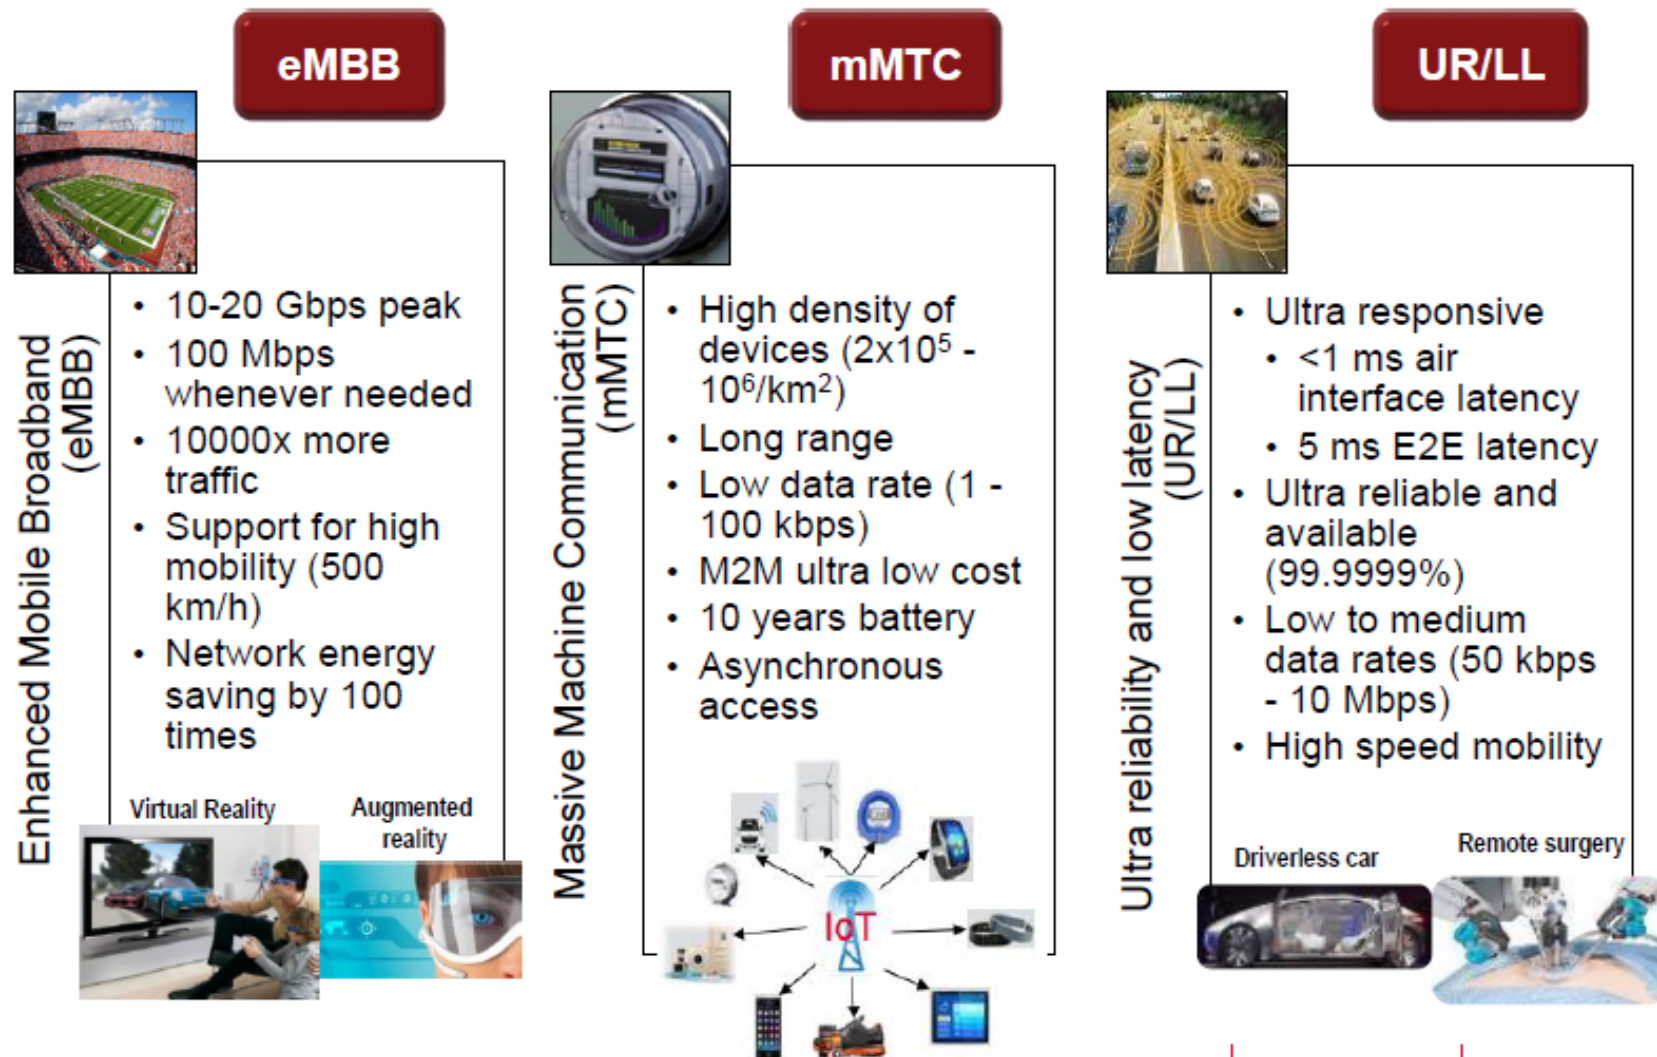 eMBB
Enhanced Mobile Broadband
(eMBB)
• 10-20 Gbps peak
• 100 Mbps
whenever needed
• 10000x more
traffic
• Support for high
mobility (500
km/h)
• Network energy
saving by 100
times
Virtual Reality
Augmented
reality
mMTC
Massive Machine Communication
(mMTC)
• High density of
devices (2x10⁵ -
10⁶/km²)
• Long range
• Low data rate (1 -
100 kbps)
• M2M ultra low cost
• 10 years battery
• Asynchronous
access
IoT
UR/LL
Ultra reliability and low latency
(UR/LL)
• Ultra responsive
• <1 ms air
interface latency
• 5 ms E2E latency
• Ultra reliable and
available
(99.9999%)
• Low to medium
data rates (50 kbps
- 10 Mbps)
• High speed mobility
Driverless car
Remote surgery